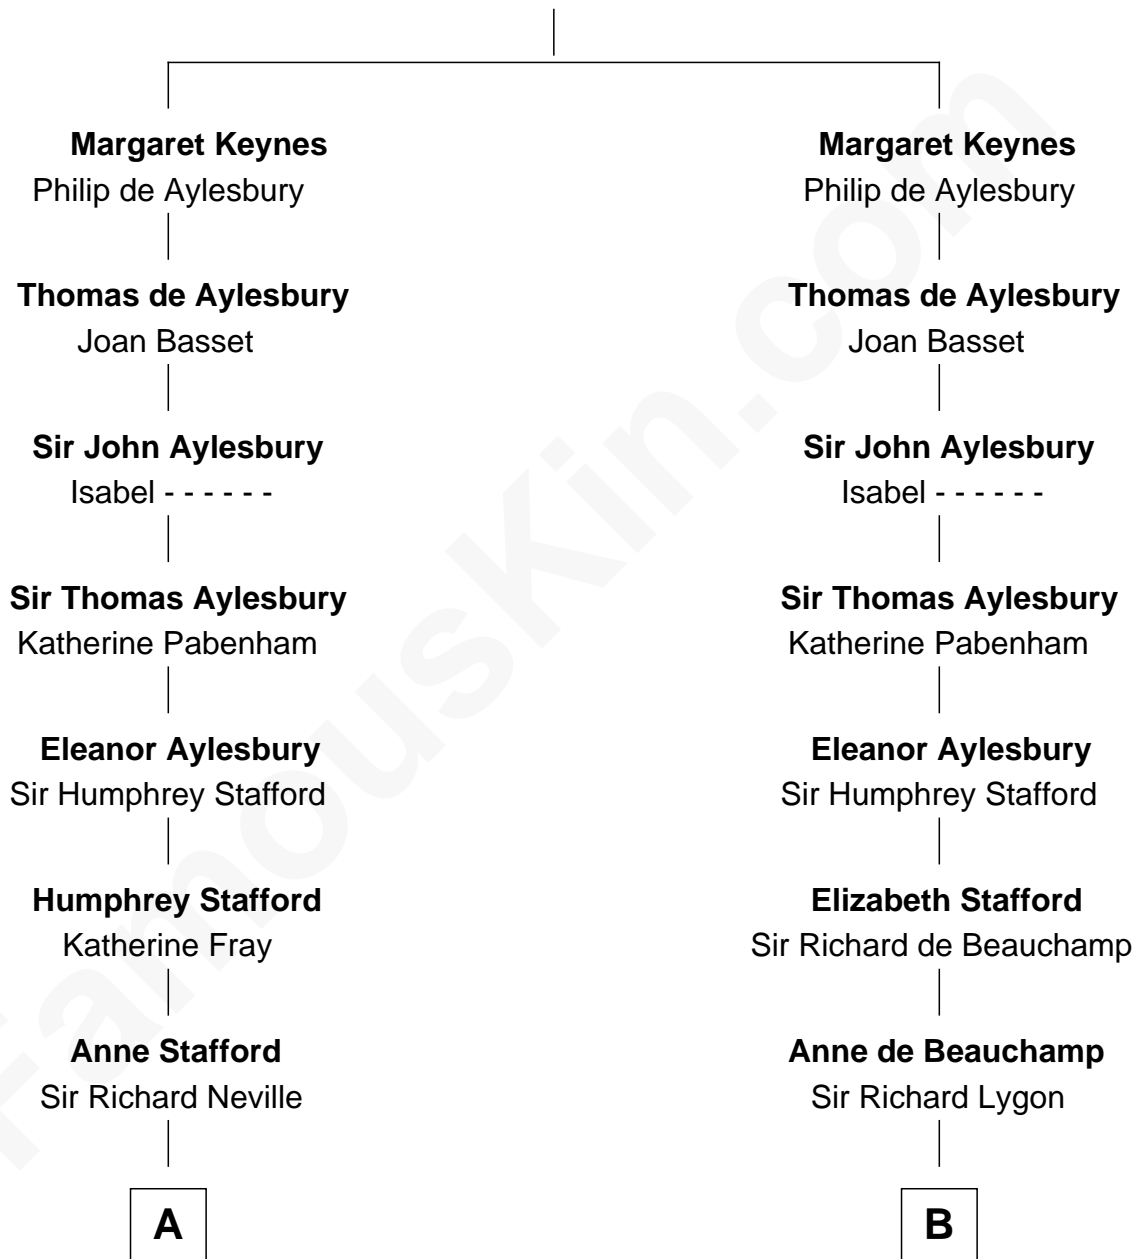 Margaret Keynes
Philip de Aylesbury
Thomas de Aylesbury
Joan Basset
Sir John Aylesbury
Isabel - - - - - -
Sir Thomas Aylesbury
Katherine Pabenham
Eleanor Aylesbury
Sir Humphrey Stafford
Humphrey Stafford
Katherine Fray
Anne Stafford
Sir Richard Neville
A
Margaret Keynes
Philip de Aylesbury
Thomas de Aylesbury
Joan Basset
Sir John Aylesbury
Isabel - - - - - -
Sir Thomas Aylesbury
Katherine Pabenham
Eleanor Aylesbury
Sir Humphrey Stafford
Elizabeth Stafford
Sir Richard de Beauchamp
Anne de Beauchamp
Sir Richard Lygon
B
FamousKin.com